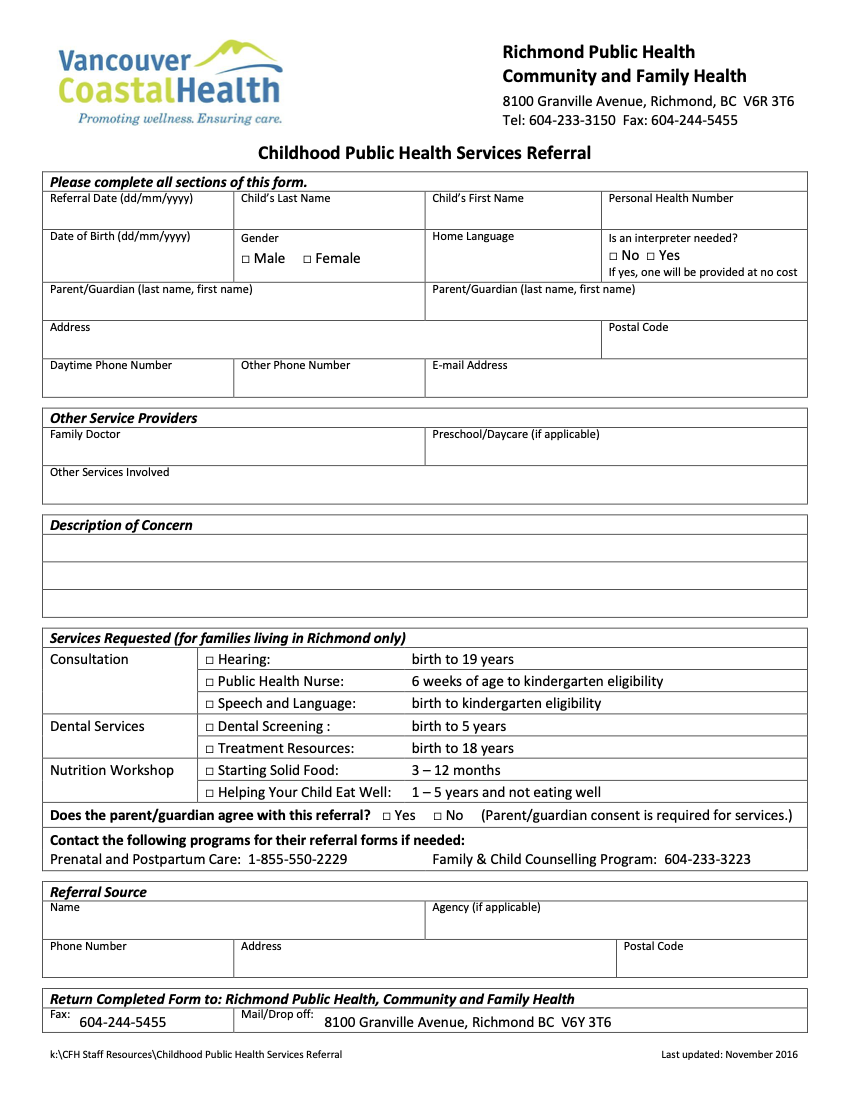 Vancouver
CoastalHealth
Promoting wellness. Ensuring care.
Richmond Public Health
Community and Family Health
8100 Granville Avenue, Richmond, BC  V6R 3T6
Tel: 604-233-3150  Fax: 604-244-5455
Childhood Public Health Services Referral
Please complete all sections of this form.
Referral Date (dd/mm/yyyy) Child's Last Name Child's First Name Personal Health Number
Date of Birth (dd/mm/yyyy) Gender Home Language Is an interpreter needed?
□ Male □ Female □ No □ Yes
If yes, one will be provided at no cost
Parent/Guardian (last name, first name) Parent/Guardian (last name, first name)
Address Postal Code
Daytime Phone Number Other Phone Number E-mail Address
Other Service Providers
Family Doctor Preschool/Daycare (if applicable)
Other Services Involved
Description of Concern
Services Requested (for families living in Richmond only)
Consultation □ Hearing: birth to 19 years
□ Public Health Nurse: 6 weeks of age to kindergarten eligibility
□ Speech and Language: birth to kindergarten eligibility
Dental Services □ Dental Screening : birth to 5 years
□ Treatment Resources: birth to 18 years
Nutrition Workshop □ Starting Solid Food: 3 – 12 months
□ Helping Your Child Eat Well: 1 – 5 years and not eating well
Does the parent/guardian agree with this referral? □ Yes □ No (Parent/guardian consent is required for services.)
Contact the following programs for their referral forms if needed:
Prenatal and Postpartum Care: 1-855-550-2229 Family & Child Counselling Program: 604-233-3223
Referral Source
Name Agency (if applicable)
Phone Number Address Postal Code
Return Completed Form to: Richmond Public Health, Community and Family Health
Fax: 604-244-5455 Mail/Drop off: 8100 Granville Avenue, Richmond BC  V6Y 3T6
k:\CFH Staff Resources\Childhood Public Health Services Referral Last updated: November 2016